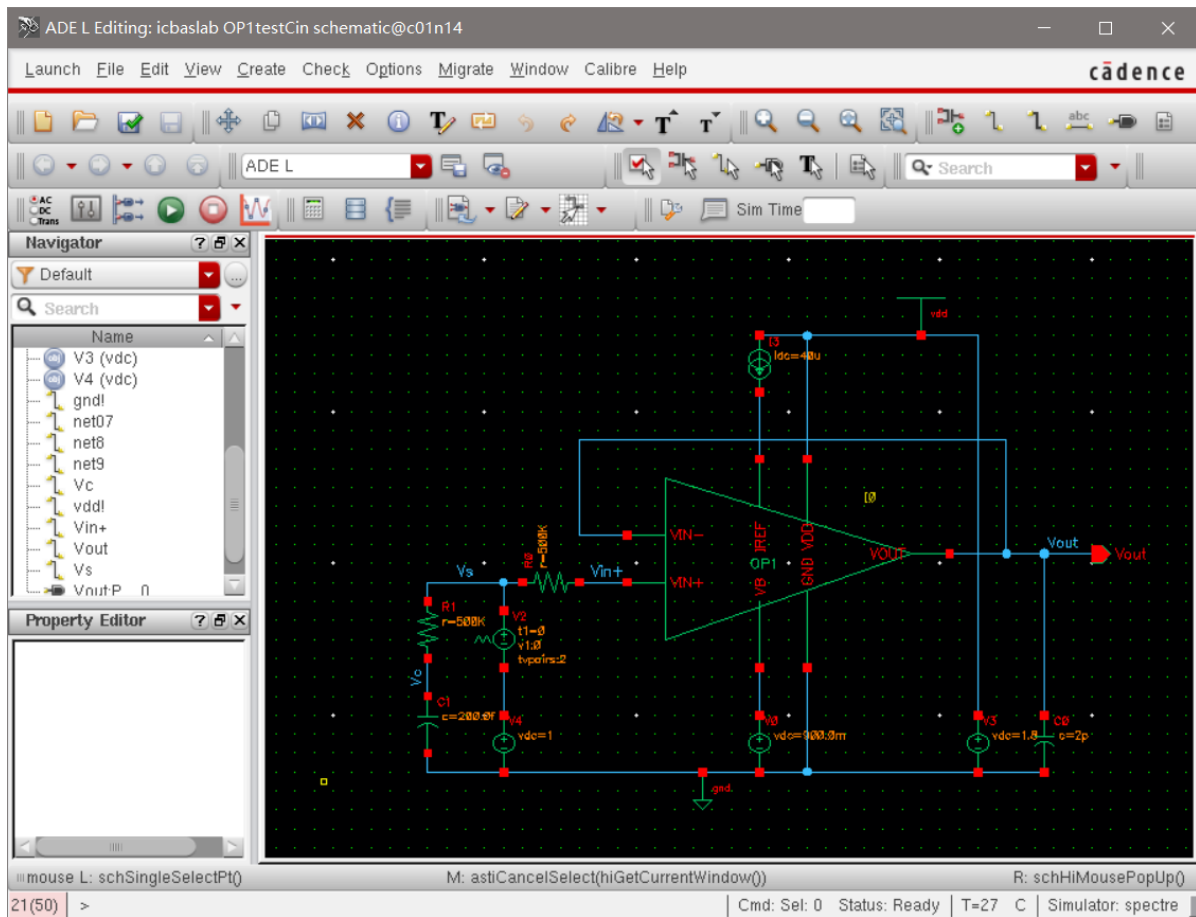 ADE L Editing: icbaslab OP1testCin schematic@c01n14
Launch File Edit View Create Check Options Migrate Window Calibre Help
cādence
abc
ADE L
Search
AC
DC
Trans
Sim Time
Navigator
Default
Search
Name
V3 (vdc)
V4 (vdc)
gnd!
net07
net8
net9
Vc
vdd!
Vin+
Vout
Vs
Vout:P_0
Property Editor
vdd
I3
Idc=40u
I0
VIN-
VIN+
IREF
VDD
OP1
VB
GND
VOUT
Vout
Vout
R0
r=500K
Vs
Vin+
R1
r=500K
V2
t1=0
v1:0
tvpairs:2
Vc
C1
c=200.0f
V4
vdc=1
V0
vdc=900.0m
V3
vdc=1.8
C0
c=2p
gnd
mouse L: schSingleSelectPt()
M: astiCancelSelect(hiGetCurrentWindow())
R: schHiMousePopUp()
21(50) >
Cmd: Sel: 0 Status: Ready T=27 C Simulator: spectre